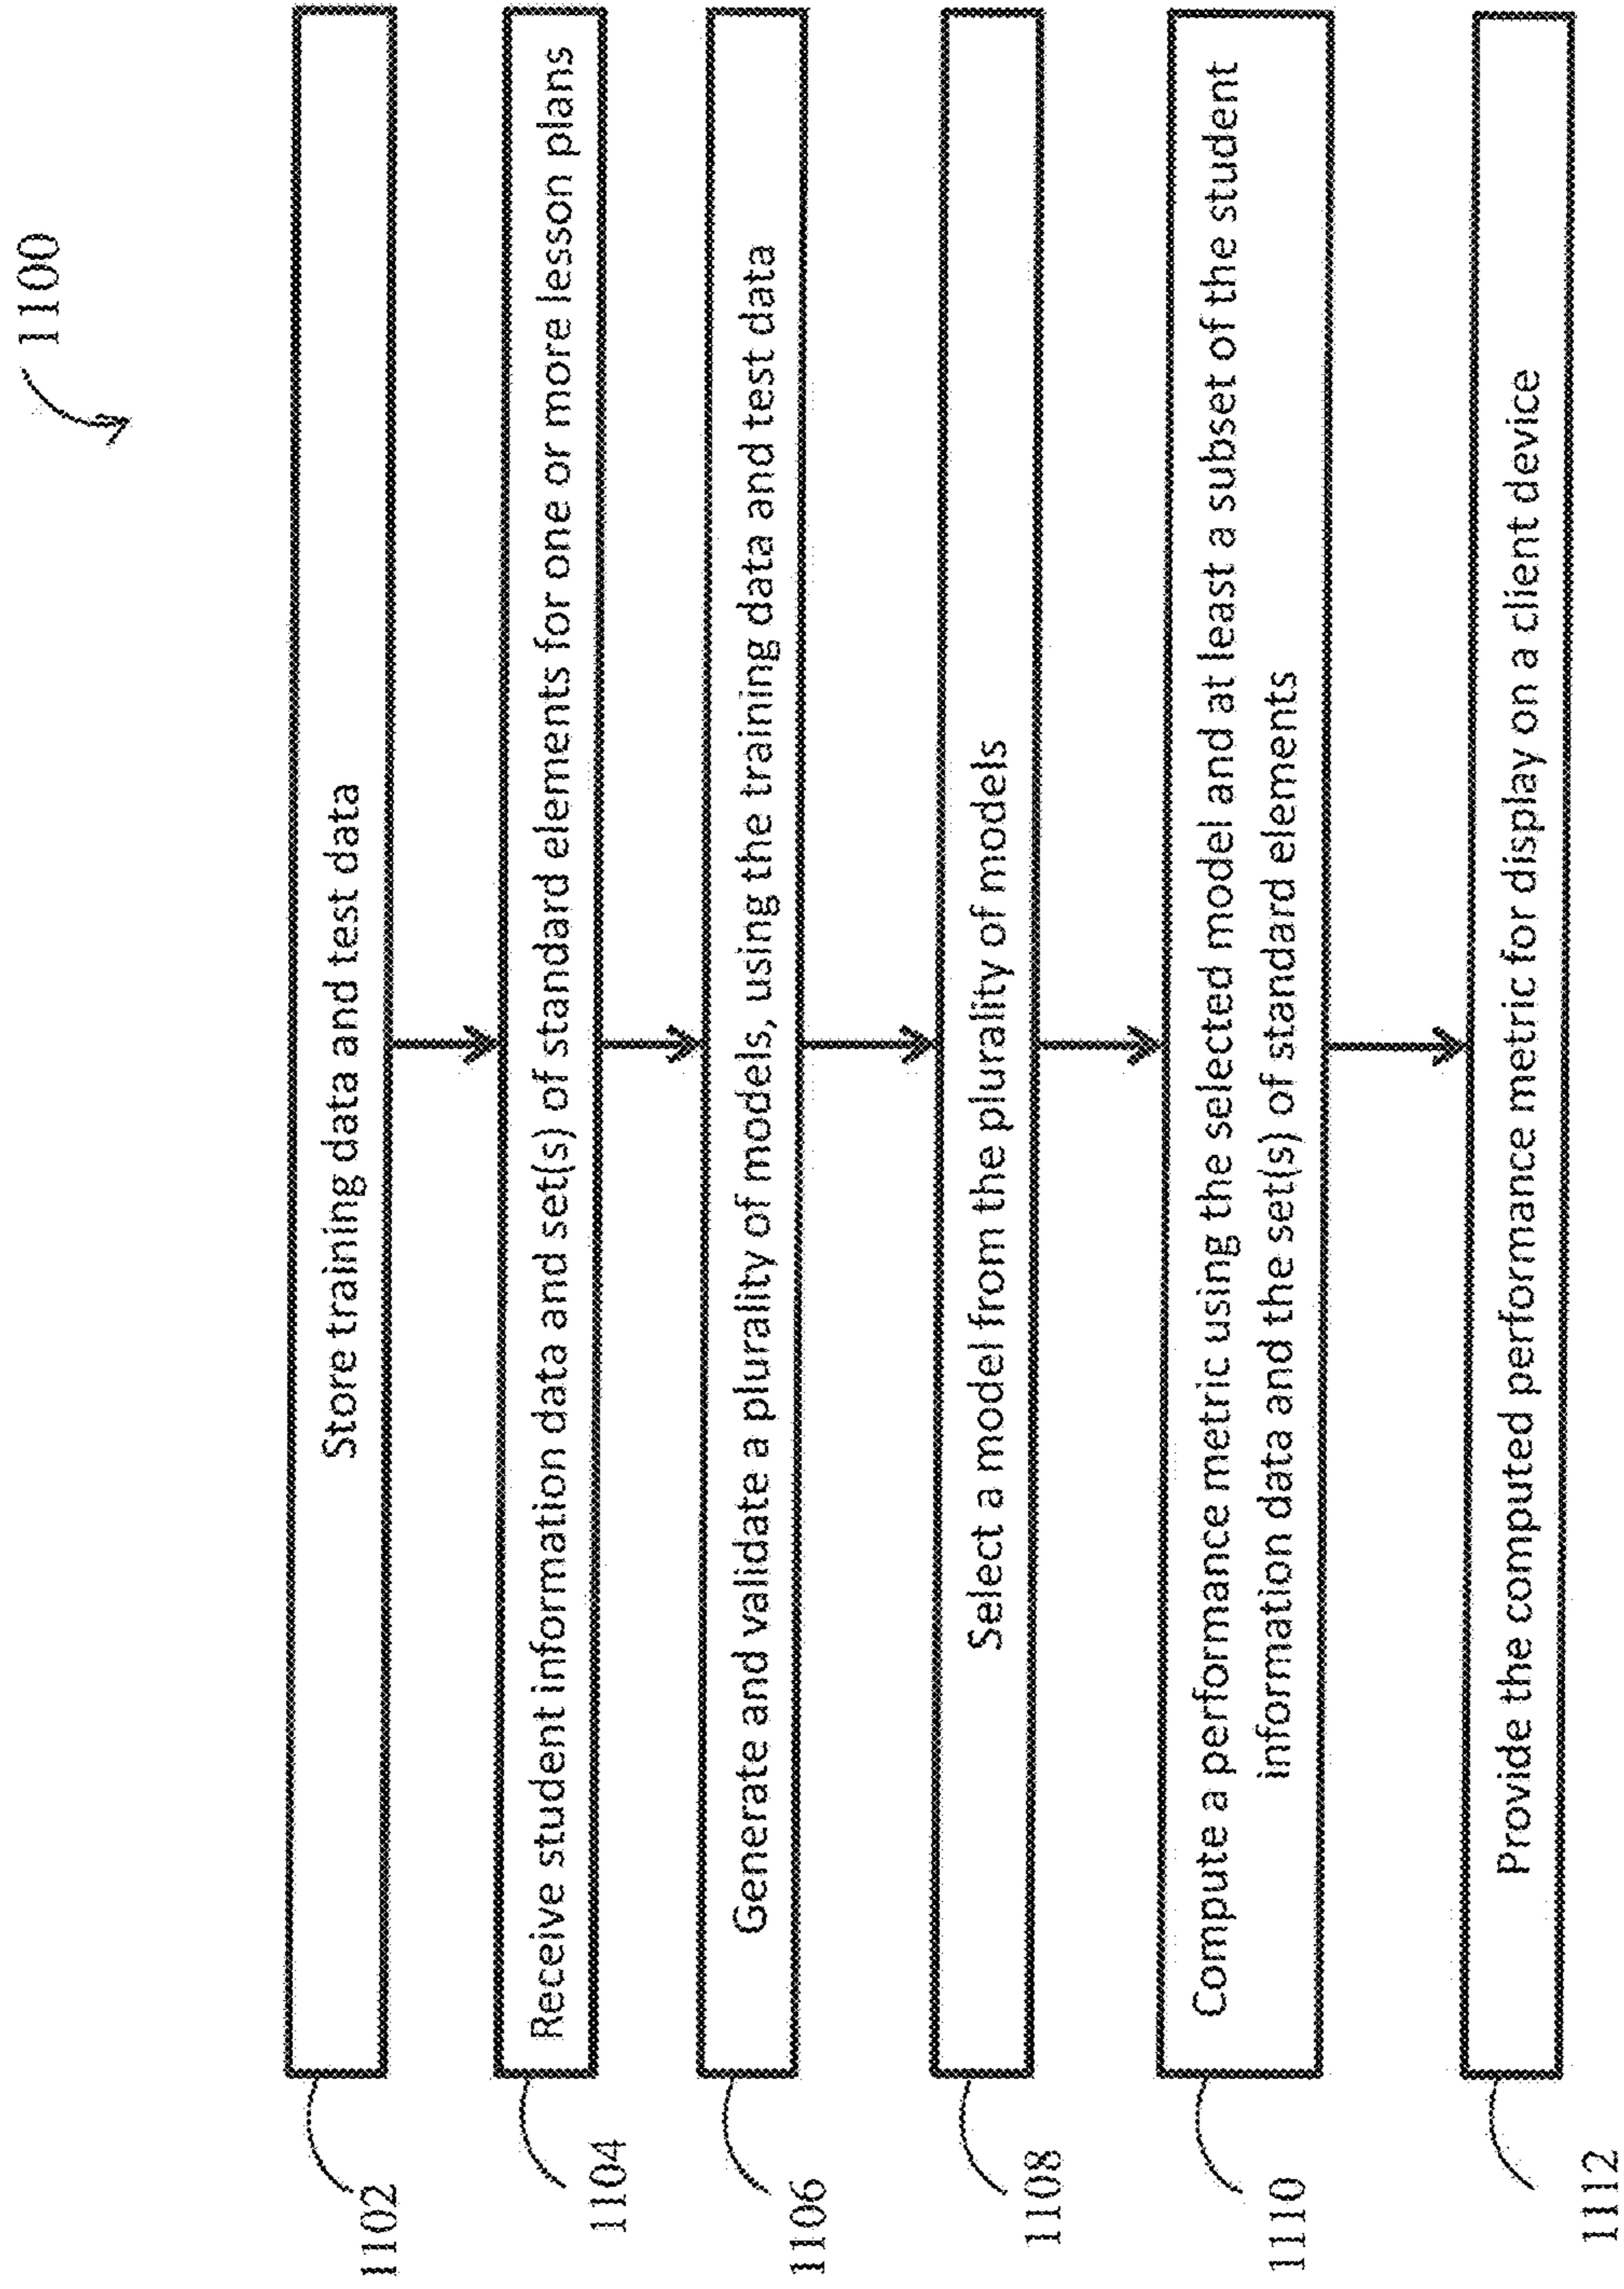 1100
1102
Store training data and test data
1104
Receive student information data and set(s) of standard elements for one or more lesson plans
1106
Generate and validate a plurality of models, using the training data and test data
1108
Select a model from the plurality of models
1110
Compute a performance metric using the selected model and at least a subset of the student
information data and the set(s) of standard elements
1112
Provide the computed performance metric for display on a client device